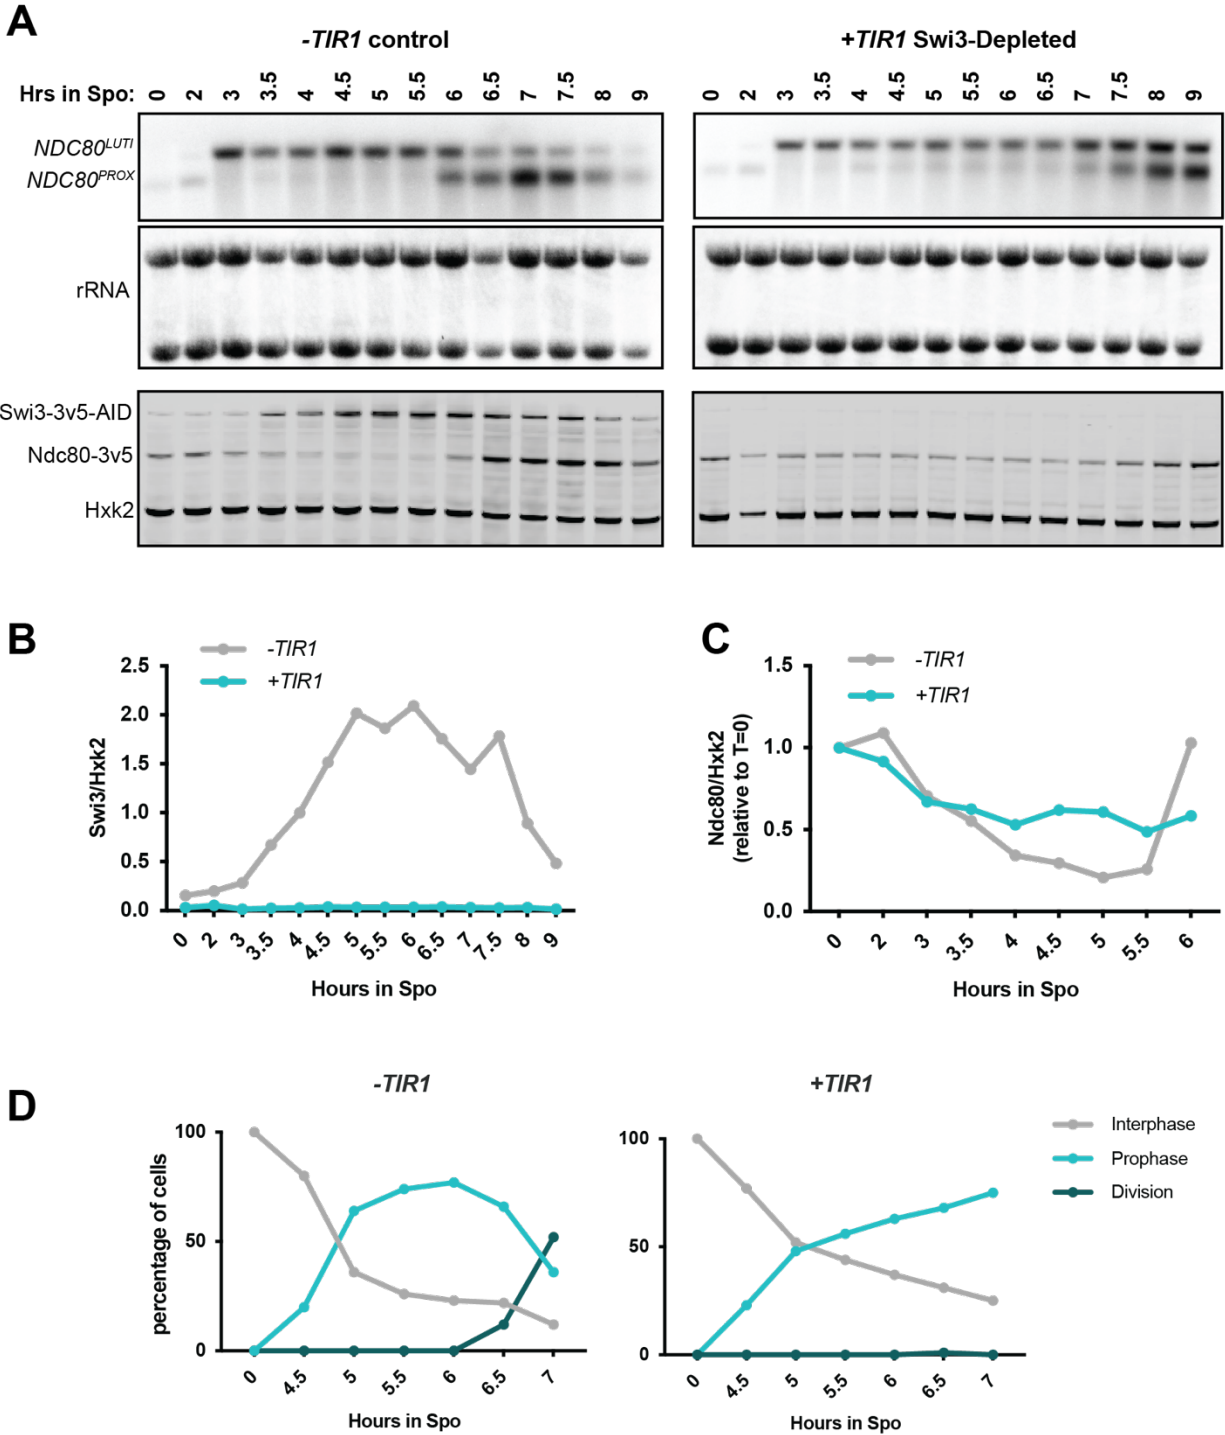 A
-TIR1 control
+TIR1 Swi3-Depleted
Hrs in Spo: 0 2 3 3.5 4 4.5 5 5.5 6 6.5 7 7.5 8 9
0 2 3 3.5 4 4.5 5 5.5 6 6.5 7 7.5 8 9
NDC80LUTI
NDC80PROX
rRNA
Swi3-3v5-AID
Ndc80-3v5
Hxk2
B
-TIR1
+TIR1
Swi3/Hxk2
2.5
2.0
1.5
1.0
0.5
0.0
0 2 3 3.5 4 4.5 5 5.5 6 6.5 7 7.5 8 9
Hours in Spo
C
-TIR1
+TIR1
Ndc80/Hxk2
(relative to T=0)
1.5
1.0
0.5
0.0
0 2 3 3.5 4 4.5 5 5.5 6
Hours in Spo
D
-TIR1
percentage of cells
100
50
0
0 4.5 5 5.5 6 6.5 7
Hours in Spo
+TIR1
100
50
0
0 4.5 5 5.5 6 6.5 7
Hours in Spo
Interphase
Prophase
Division